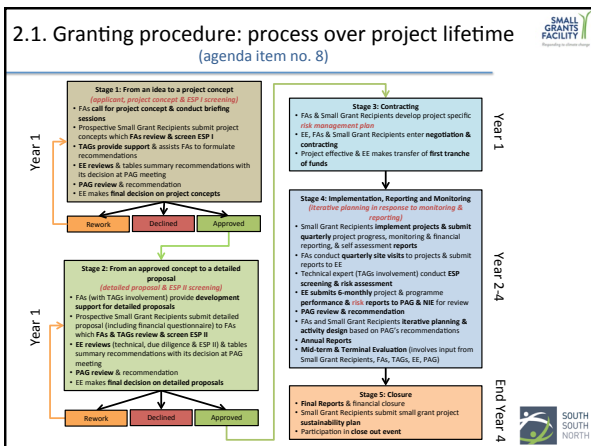 2.1. Granting procedure: process over project lifetime
(agenda item no. 8)
SMALL
GRANTS
FACILITY
Responding to climate change
Year 1
Stage 1: From an idea to a project concept
(applicant, project concept & ESP I screening)
• FAs call for project concept & conduct briefing
sessions
• Prospective Small Grant Recipients submit project
concepts which FAs review & screen ESP I
• TAGs provide support & assists FAs to formulate
recommendations
• EE reviews & tables summary recommendations with
its decision at PAG meeting
• PAG review & recommendation
• EE makes final decision on project concepts
Rework
Declined
Approved
Year 1
Stage 2: From an approved concept to a detailed
proposal
(detailed proposal & ESP II screening)
• FAs (with TAGs involvement) provide development
support for detailed proposals
• Prospective Small Grant Recipients submit detailed
proposal (including financial questionnaire) to FAs
which FAs & TAGs review & screen ESP II
• EE reviews (technical, due diligence & ESP II) & tables
summary recommendations with its decision at PAG
meeting
• PAG review & recommendation
• EE makes final decision on detailed proposals
Rework
Declined
Approved
Stage 3: Contracting
• FAs & Small Grant Recipients develop project specific
risk management plan
• EE, FAs & Small Grant Recipients enter negotiation &
contracting
• Project effective & EE makes transfer of first tranche
of funds
Year 1
Stage 4: Implementation, Reporting and Monitoring
(iterative planning in response to monitoring &
reporting)
• Small Grant Recipients implement projects & submit
quarterly project progress, monitoring & financial
reporting, & self assessment reports
• FAs conduct quarterly site visits to projects & submit
reports to EE
• Technical expert (TAGs involvement) conduct ESP
screening & risk assessment
• EE submits 6-monthly project & programme
performance & risk reports to PAG & NIE for review
• PAG review & recommendation
• FAs and Small Grant Recipients iterative planning &
activity design based on PAG's recommendations
• Annual Reports
• Mid-term & Terminal Evaluation (involves input from
Small Grant Recipients, FAs, TAGs, EE, PAG)
Year 2-4
Stage 5: Closure
• Final Reports & financial closure
• Small Grant Recipients submit small grant project
sustainability plan
• Participation in close out event
End Year 4
SOUTH
SOUTH
NORTH